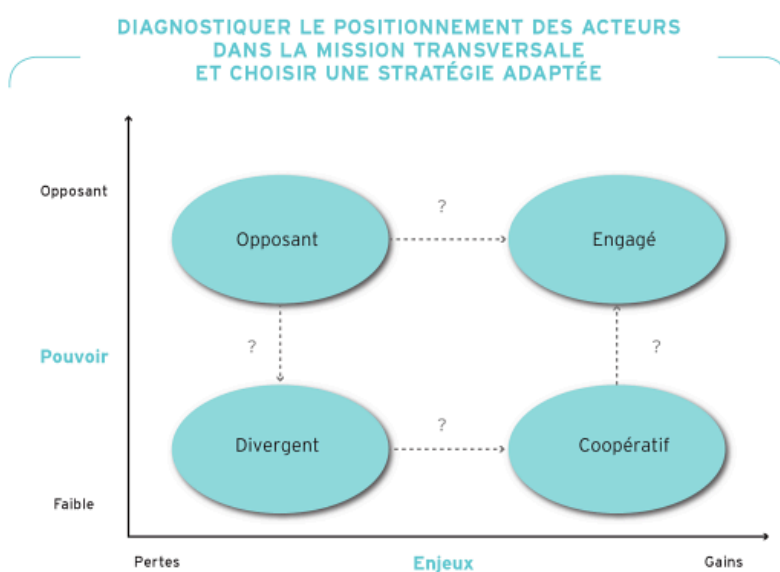 DIAGNOSTIQUER LE POSITIONNEMENT DES ACTEURS
DANS LA MISSION TRANSVERSALE
ET CHOISIR UNE STRATÉGIE ADAPTÉE
Opposant
Opposant
?
Engagé
Pouvoir
?
?
Divergent
?
Coopératif
Faible
Pertes
Enjeux
Gains